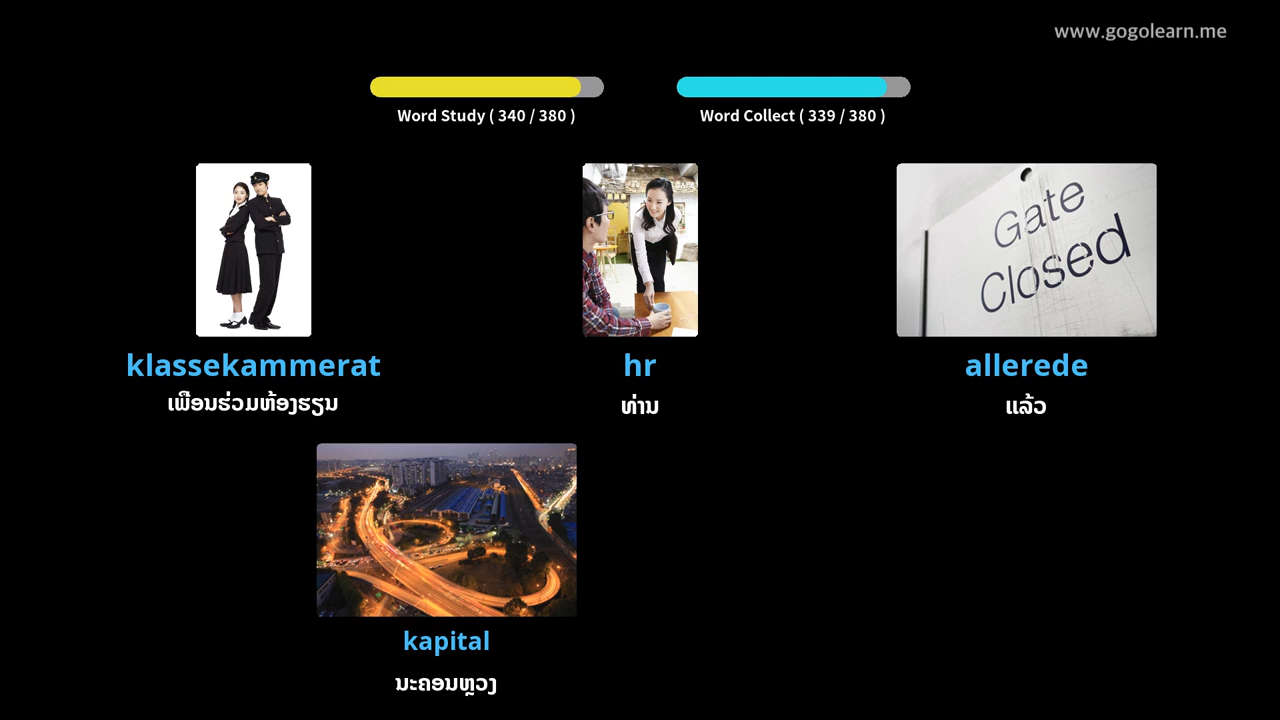 www.gogolearn.me
Word Study ( 340 / 380 )
Word Collect ( 339 / 380 )
Gate
Closed
klassekammerat
hr
allerede
ເພືອນຮ່ວມຫ້ອງຮຽນ
ທ່ານ
ແລ້ວ
kapital
ນະຄອນຫຼວງ